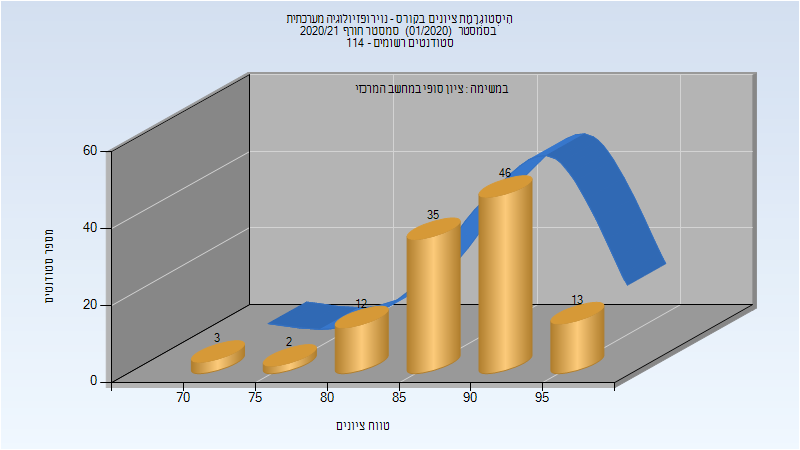 היסטוגרמת ציונים בקורס - נוירופזיולוגיה מערכתית
בסמסטר (01/2020) סמסטר חורף 2020/21
סטודנטים רשומים - 114
במשימה : ציון סופי במחשב המרכזי
60
40
20
0
מספר סטודנטים
3
2
12
35
46
13
70
75
80
85
90
95
טווח ציונים